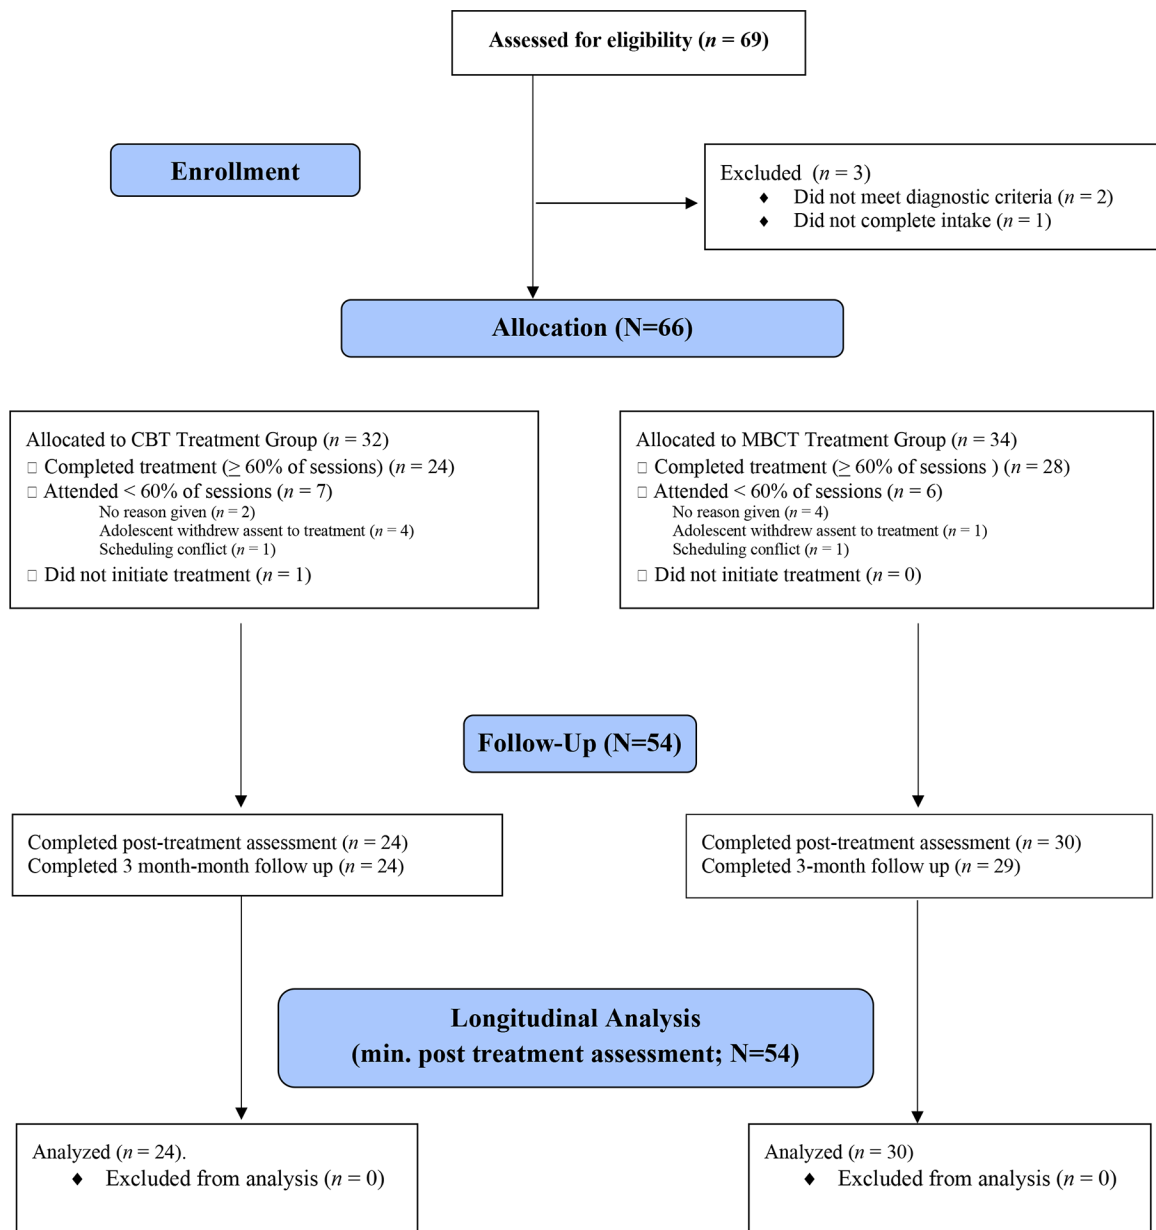 Assessed for eligibility (n = 69)
Enrollment
Excluded (n = 3)
♦ Did not meet diagnostic criteria (n = 2)
♦ Did not complete intake (n = 1)
Allocation (N=66)
Allocated to CBT Treatment Group (n = 32)
□ Completed treatment (≥ 60% of sessions) (n = 24)
□ Attended < 60% of sessions (n = 7)
No reason given (n = 2)
Adolescent withdrew assent to treatment (n = 4)
Scheduling conflict (n = 1)
□ Did not initiate treatment (n = 1)
Allocated to MBCT Treatment Group (n = 34)
□ Completed treatment (≥ 60% of sessions ) (n = 28)
□ Attended < 60% of sessions (n = 6)
No reason given (n = 4)
Adolescent withdrew assent to treatment (n = 1)
Scheduling conflict (n = 1)
□ Did not initiate treatment (n = 0)
Follow-Up (N=54)
Completed post-treatment assessment (n = 24)
Completed 3 month-month follow up (n = 24)
Completed post-treatment assessment (n = 30)
Completed 3-month follow up (n = 29)
Longitudinal Analysis
(min. post treatment assessment; N=54)
Analyzed (n = 24).
♦ Excluded from analysis (n = 0)
Analyzed (n = 30)
♦ Excluded from analysis (n = 0)